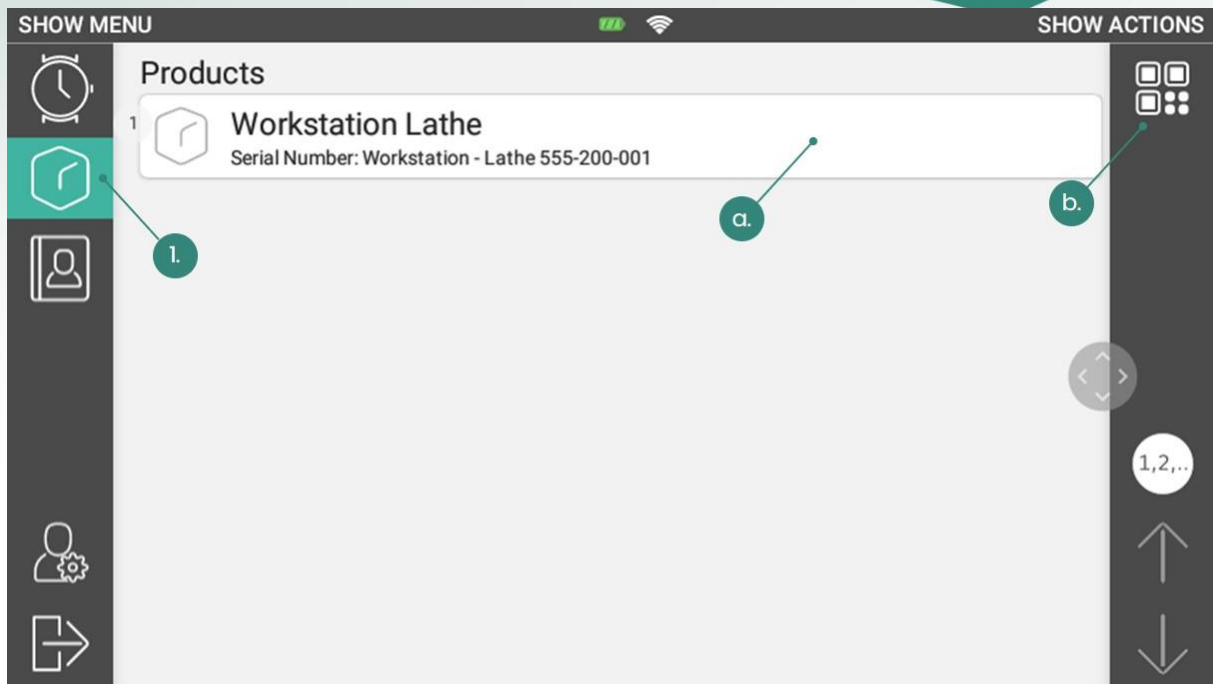 SHOW MENU
SHOW ACTIONS
Products
1
Workstation Lathe
Serial Number: Workstation - Lathe 555-200-001
a.
b.
1.
1,2,..